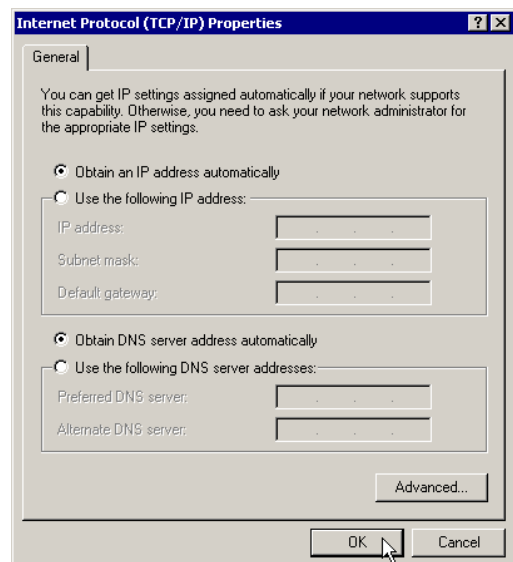 Internet Protocol (TCP/IP) Properties
General
You can get IP settings assigned automatically if your network supports
this capability. Otherwise, you need to ask your network administrator for
the appropriate IP settings.
Obtain an IP address automatically
Use the following IP address:
IP address:
Subnet mask:
Default gateway:
Obtain DNS server address automatically
Use the following DNS server addresses:
Preferred DNS server:
Alternate DNS server:
Advanced...
OK
Cancel